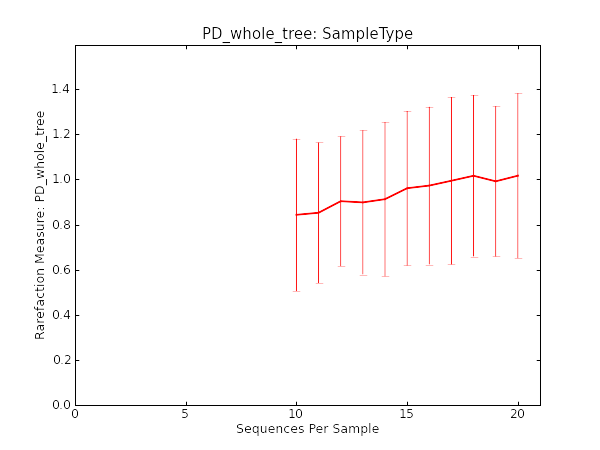 PD_whole_tree: SampleType
Rarefaction Measure: PD_whole_tree
1.4
1.2
1.0
0.8
0.6
0.4
0.2
0.0
0 5 10 15 20
Sequences Per Sample